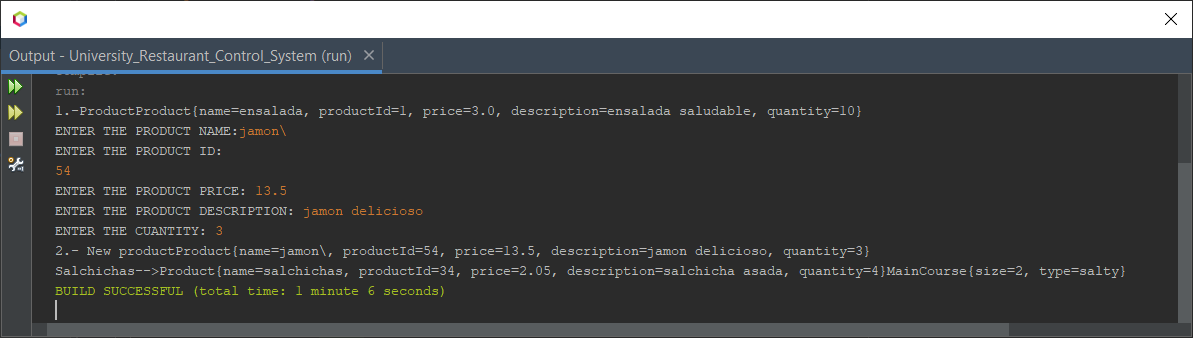 Output - University_Restaurant_Control_System (run)
run:
1.-ProductProduct{name=ensalada, productId=1, price=3.0, description=ensalada saludable, quantity=10}
ENTER THE PRODUCT NAME:jamon\
ENTER THE PRODUCT ID:
54
ENTER THE PRODUCT PRICE: 13.5
ENTER THE PRODUCT DESCRIPTION: jamon delicioso
ENTER THE CUANTITY: 3
2.- New productProduct{name=jamon\, productId=54, price=13.5, description=jamon delicioso, quantity=3}
Salchichas-->Product{name=salchichas, productId=34, price=2.05, description=salchicha asada, quantity=4}MainCourse{size=2, type=salty}
BUILD SUCCESSFUL (total time: 1 minute 6 seconds)